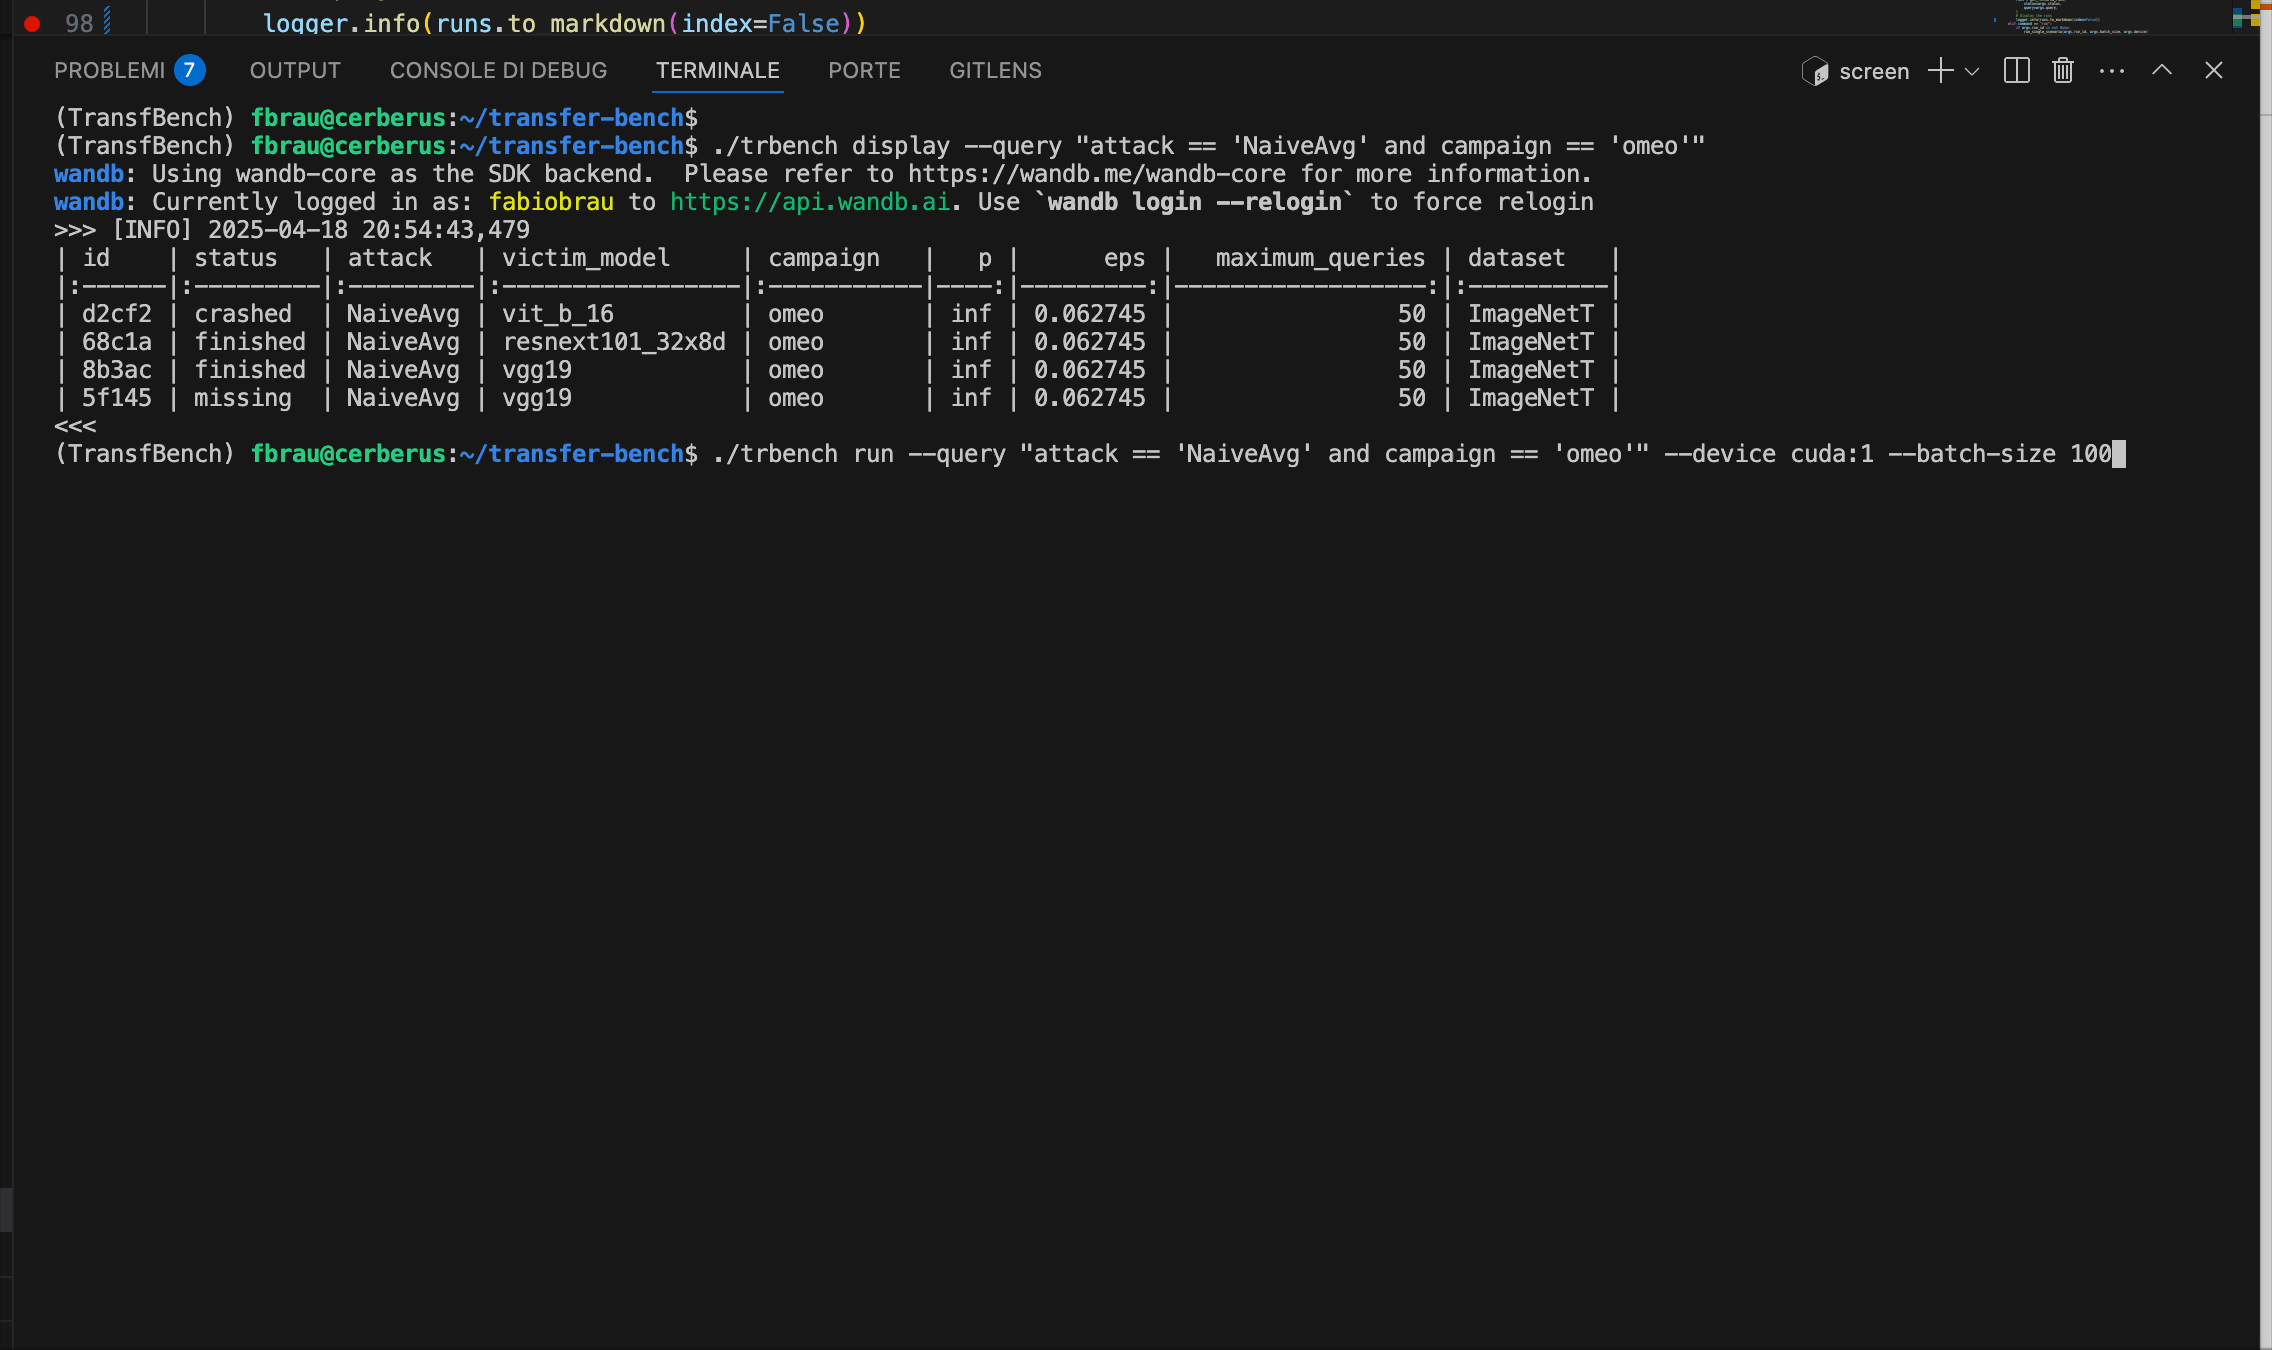 98 logger.info(runs.to_markdown(index=False))
PROBLEMI 7 OUTPUT CONSOLE DI DEBUG TERMINALE PORTE GITLENS screen
(TransfBench) fbrau@cerberus:~/transfer-bench$
(TransfBench) fbrau@cerberus:~/transfer-bench$ ./trbench display --query "attack == 'NaiveAvg' and campaign == 'omeo'"
wandb: Using wandb-core as the SDK backend.  Please refer to https://wandb.me/wandb-core for more information.
wandb: Currently logged in as: fabiobrau to https://api.wandb.ai. Use `wandb login --relogin` to force relogin
>>> [INFO] 2025-04-18 20:54:43,479
| id    | status   | attack   | victim_model     | campaign   |   p |      eps |   maximum_queries | dataset   |
|:------|:---------|:---------|:-----------------|:-----------|----:|---------:|------------------:|:----------|
| d2cf2 | crashed  | NaiveAvg | vit_b_16         | omeo       | inf | 0.062745 |                50 | ImageNetT |
| 68c1a | finished | NaiveAvg | resnext101_32x8d | omeo       | inf | 0.062745 |                50 | ImageNetT |
| 8b3ac | finished | NaiveAvg | vgg19            | omeo       | inf | 0.062745 |                50 | ImageNetT |
| 5f145 | missing  | NaiveAvg | vgg19            | omeo       | inf | 0.062745 |                50 | ImageNetT |
<<<
(TransfBench) fbrau@cerberus:~/transfer-bench$ ./trbench run --query "attack == 'NaiveAvg' and campaign == 'omeo'" --device cuda:1 --batch-size 100